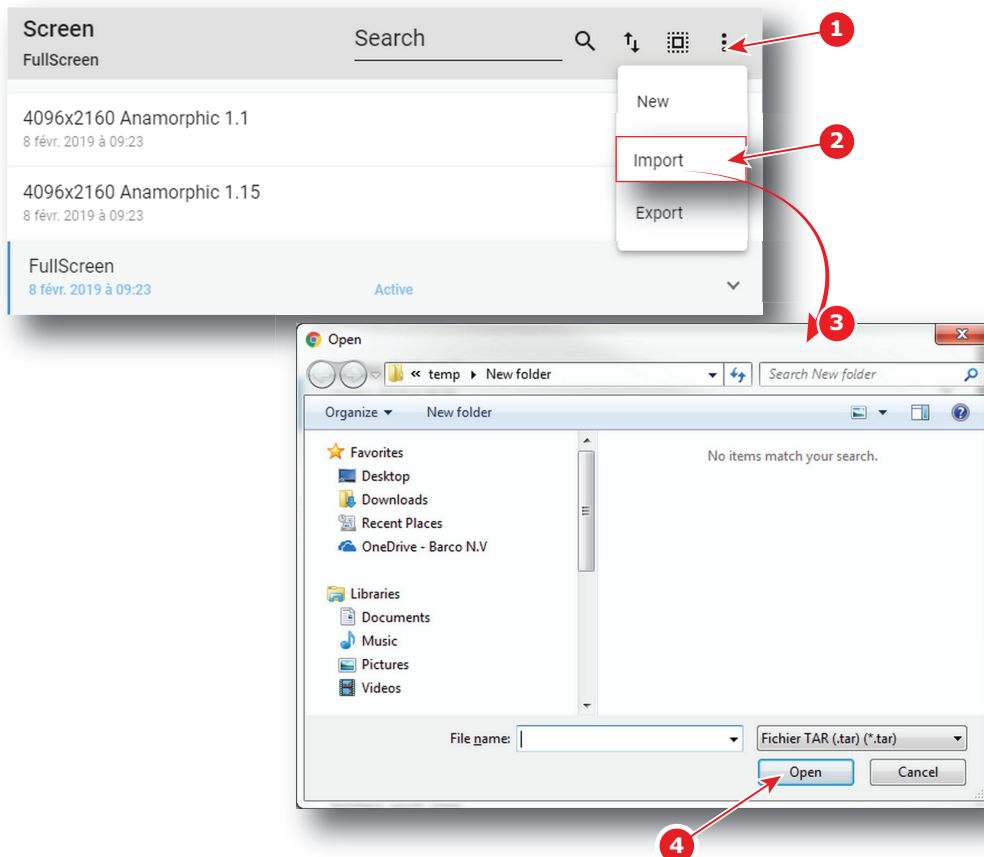 Screen
FullScreen
Search
1
New
4096x2160 Anamorphic 1.1
8 févr. 2019 à 09:23
2
Import
4096x2160 Anamorphic 1.15
8 févr. 2019 à 09:23
Export
FullScreen
8 févr. 2019 à 09:23
Active
3
Open
« temp New folder
Search New folder
Organize
New folder
Favorites
No items match your search.
Desktop
Downloads
Recent Places
OneDrive - Barco N.V
Libraries
Documents
Music
Pictures
Videos
File name:
Fichier TAR (.tar) (*.tar)
Open
Cancel
4